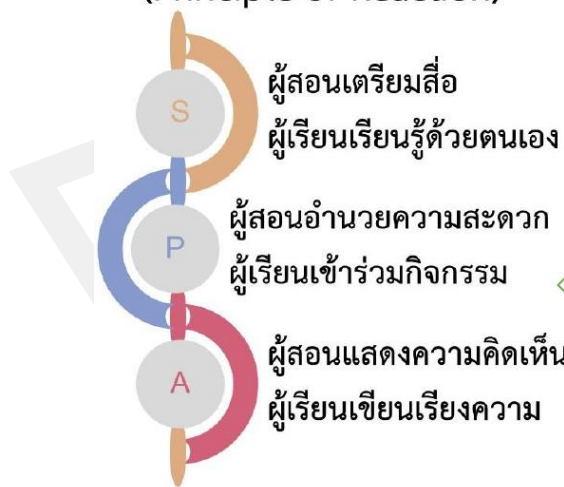 (Principle of Reaction)
S
ผู้สอนเตรียมสื่อ
ผู้เรียนเรียนรู้ด้วยตนเอง
P
ผู้สอนอำนวยความสะดวก
ผู้เรียนเข้าร่วมกิจกรรม
A
ผู้สอนแสดงความคิดเห็น
ผู้เรียนเขียนเรียงความ